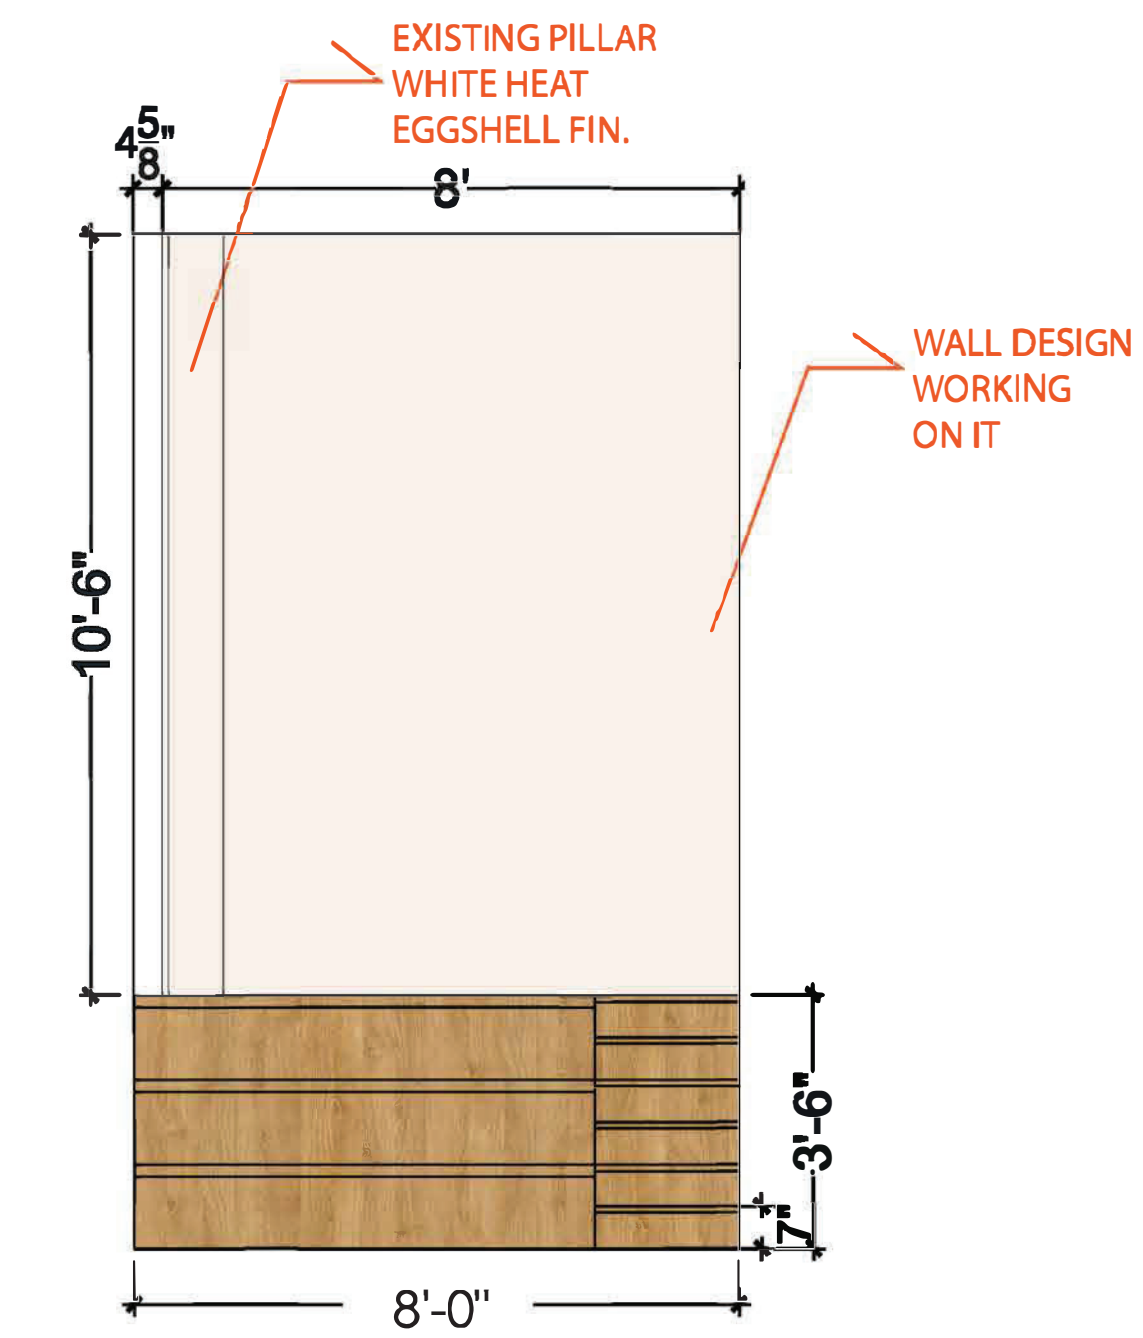 EXISTING PILLAR
WHITE HEAT
EGGSHELL FIN.
4 5/8"
8'
WALL DESIGN
WORKING
ON IT
10'-6"
3'-6"
7"
8'-0"